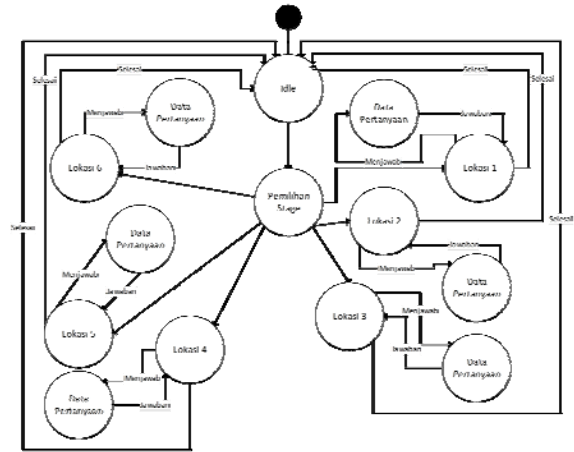 Idle
Selesai
Selesai
Selesai
Selesai
Data
Pertanyaan
Menjawab
Jawaban
Lokasi 6
Data
Pertanyaan
Jawaban
Menjawab
Lokasi 1
Pemilihan
Stage
Lokasi 2
Jawaban
Menjawab
Data
Pertanyaan
Selesai
Selesai
Data
Pertanyaan
Menjawab
Jawaban
Lokasi 5
Lokasi 3
Menjawab
Jawaban
Data
Pertanyaan
Lokasi 4
Menjawab
Jawaban
Data
Pertanyaan